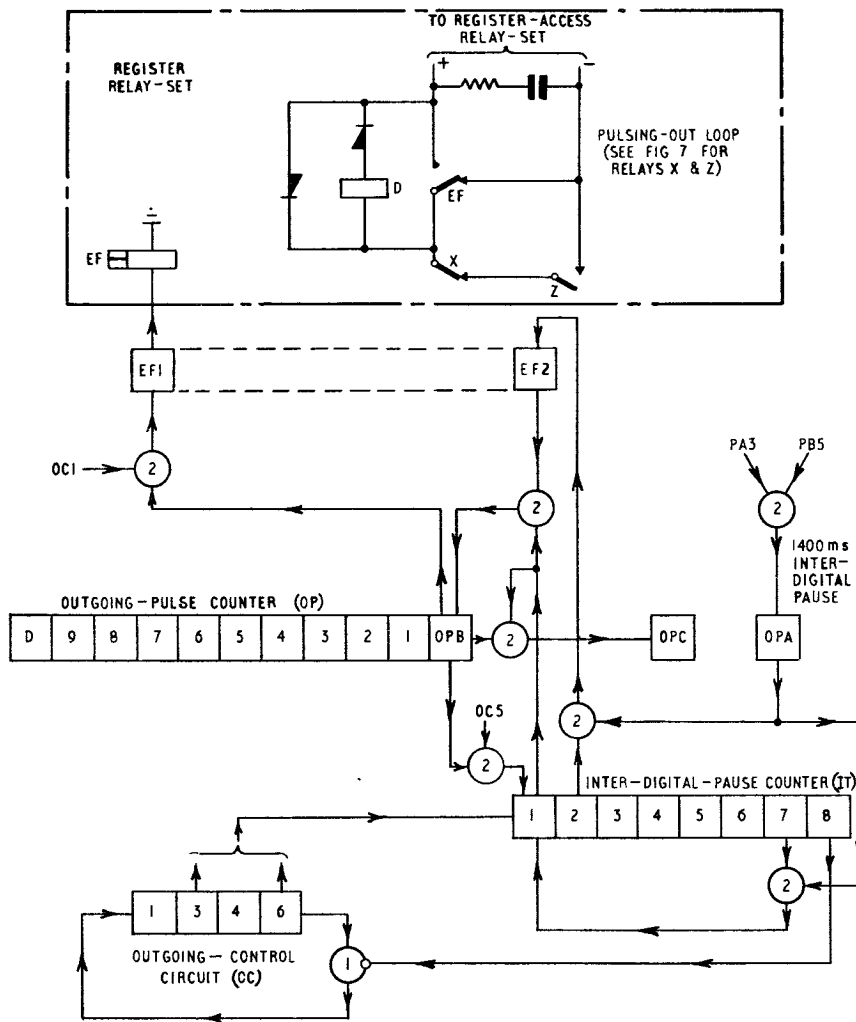 TO REGISTER-ACCESS
RELAY-SET
+
−
REGISTER
RELAY-SET
PULSING-OUT LOOP
(SEE FIG 7 FOR
RELAYS X & Z)
D
EF
EF
X
Z
EF1
EF2
OC1
2
2
PA3
PB5
2
1400 ms
INTER-
DIGITAL
PAUSE
OUTGOING-PULSE COUNTER (OP)
D 9 8 7 6 5 4 3 2 1 OPB
2
OPC
OPA
OC5
2
2
INTER-DIGITAL-PAUSE COUNTER (IT)
1 2 3 4 5 6 7 8
2
1 3 4 6
OUTGOING-CONTROL
CIRCUIT (OC)
1